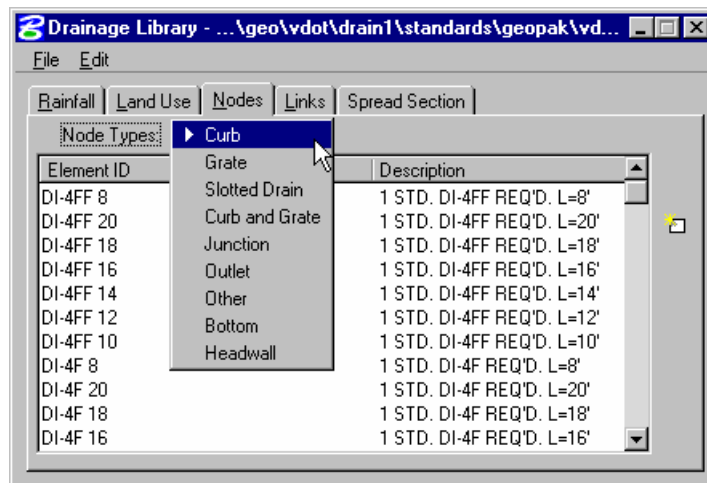 Drainage Library - ...\geo\vdot\drain1\standards\geopak\vd...
File Edit
Rainfall Land Use Nodes Links Spread Section
Node Types: Curb
Grate
Slotted Drain
Curb and Grate
Junction
Outlet
Other
Bottom
Headwall
Element ID Description
DI-4FF 8 1 STD. DI-4FF REQ'D. L=8'
DI-4FF 20 1 STD. DI-4FF REQ'D. L=20'
DI-4FF 18 1 STD. DI-4FF REQ'D. L=18'
DI-4FF 16 1 STD. DI-4FF REQ'D. L=16'
DI-4FF 14 1 STD. DI-4FF REQ'D. L=14'
DI-4FF 12 1 STD. DI-4FF REQ'D. L=12'
DI-4FF 10 1 STD. DI-4FF REQ'D. L=10'
DI-4F 8 1 STD. DI-4F REQ'D. L=8'
DI-4F 20 1 STD. DI-4F REQ'D. L=20'
DI-4F 18 1 STD. DI-4F REQ'D. L=18'
DI-4F 16 1 STD. DI-4F REQ'D. L=16'